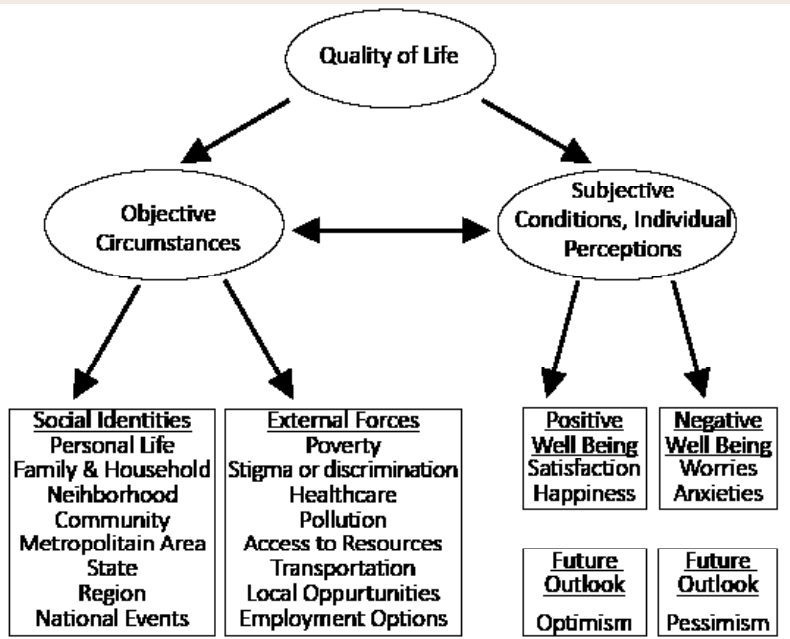 Quality of Life
Objective
Circumstances
Subjective
Conditions, Individual
Perceptions
Social Identities
Personal Life
Family & Household
Neihborhood
Community
Metropolitain Area
State
Region
National Events
External Forces
Poverty
Stigma or discrimination
Healthcare
Pollution
Access to Resources
Transportation
Local Oppurtunities
Employment Options
Positive
Well Being
Satisfaction
Happiness
Negative
Well Being
Worries
Anxieties
Future
Outlook
Optimism
Future
Outlook
Pessimism